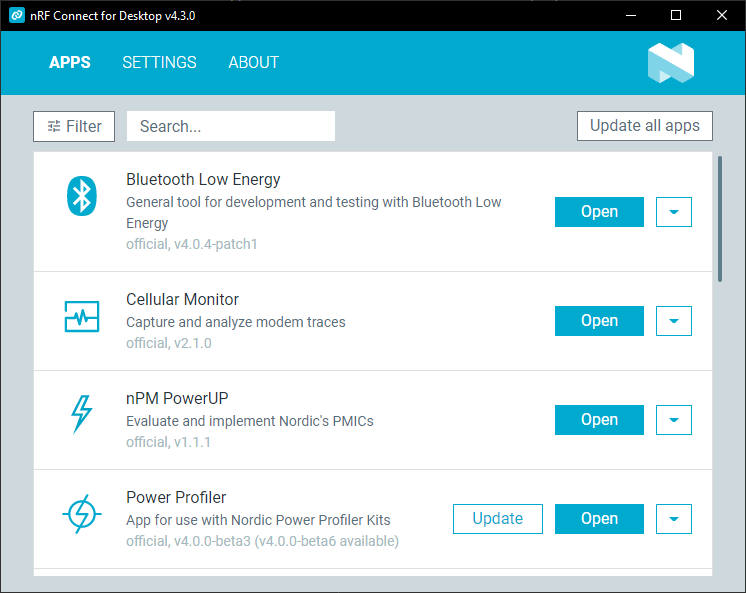 nRF Connect for Desktop v4.3.0
APPS SETTINGS ABOUT
Filter Search... Update all apps
Bluetooth Low Energy
General tool for development and testing with Bluetooth Low
Energy
official, v4.0.4-patch1
Open
Cellular Monitor
Capture and analyze modem traces
official, v2.1.0
Open
nPM PowerUP
Evaluate and implement Nordic's PMICs
official, v1.1.1
Open
Power Profiler
App for use with Nordic Power Profiler Kits
official, v4.0.0-beta3 (v4.0.0-beta6 available)
Update Open